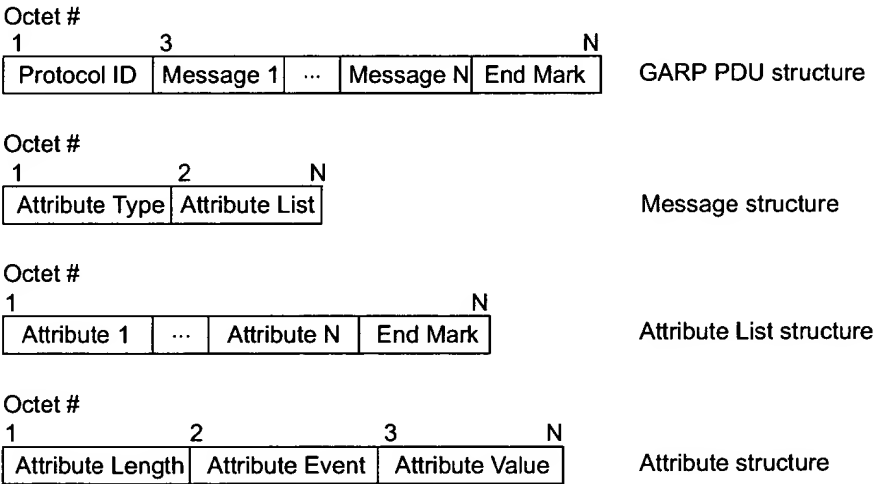 Octet #
1 3 N
Protocol ID Message 1 ... Message N End Mark GARP PDU structure
Octet #
1 2 N
Attribute Type Attribute List Message structure
Octet #
1 N
Attribute 1 ... Attribute N End Mark Attribute List structure
Octet #
1 2 3 N
Attribute Length Attribute Event Attribute Value Attribute structure